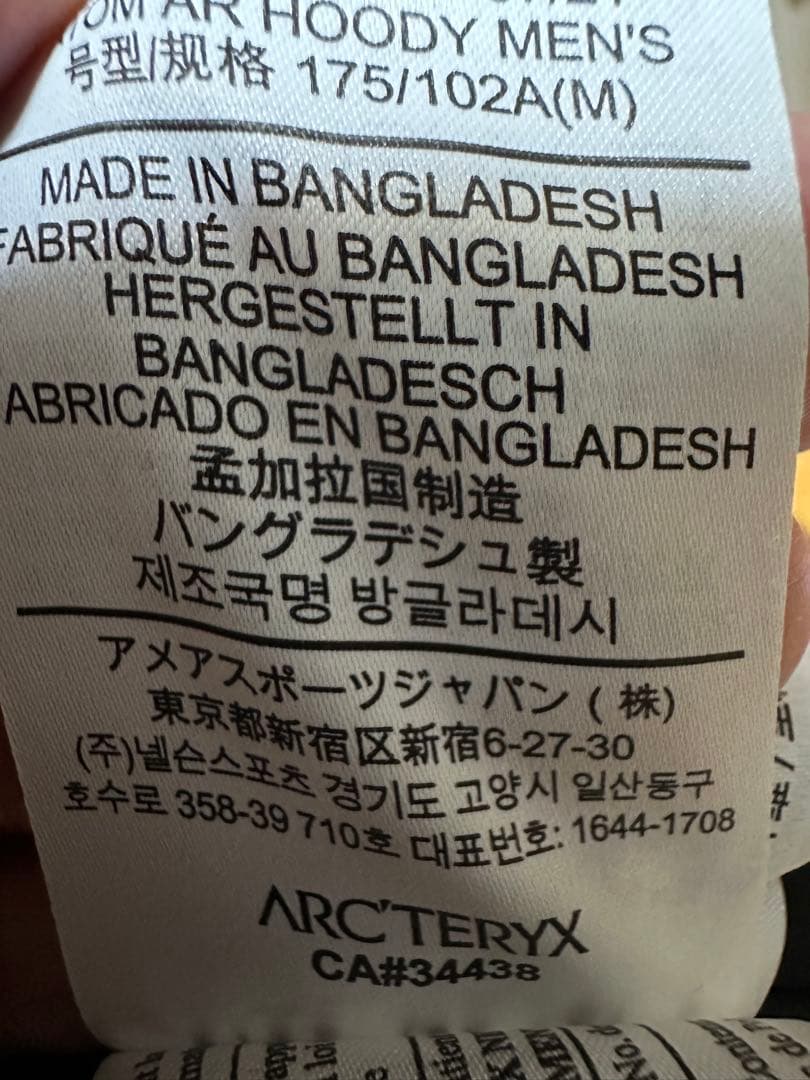 AR HOODY MEN'S
号型/规格 175/102A(M)
MADE IN BANGLADESH
FABRIQUÉ AU BANGLADESH
HERGESTELLT IN
BANGLADESCH
ABRICADO EN BANGLADESH
孟加拉国制造
バングラデシュ製
제조국명 방글라데시
アメアスポーツジャパン ( 株)
東京都新宿区新宿6-27-30
(주)넬슨스포츠 경기도 고양시 일산동구
호수로 358-39 710호 대표번호: 1644-1708
ARC'TERYX
CA#34438